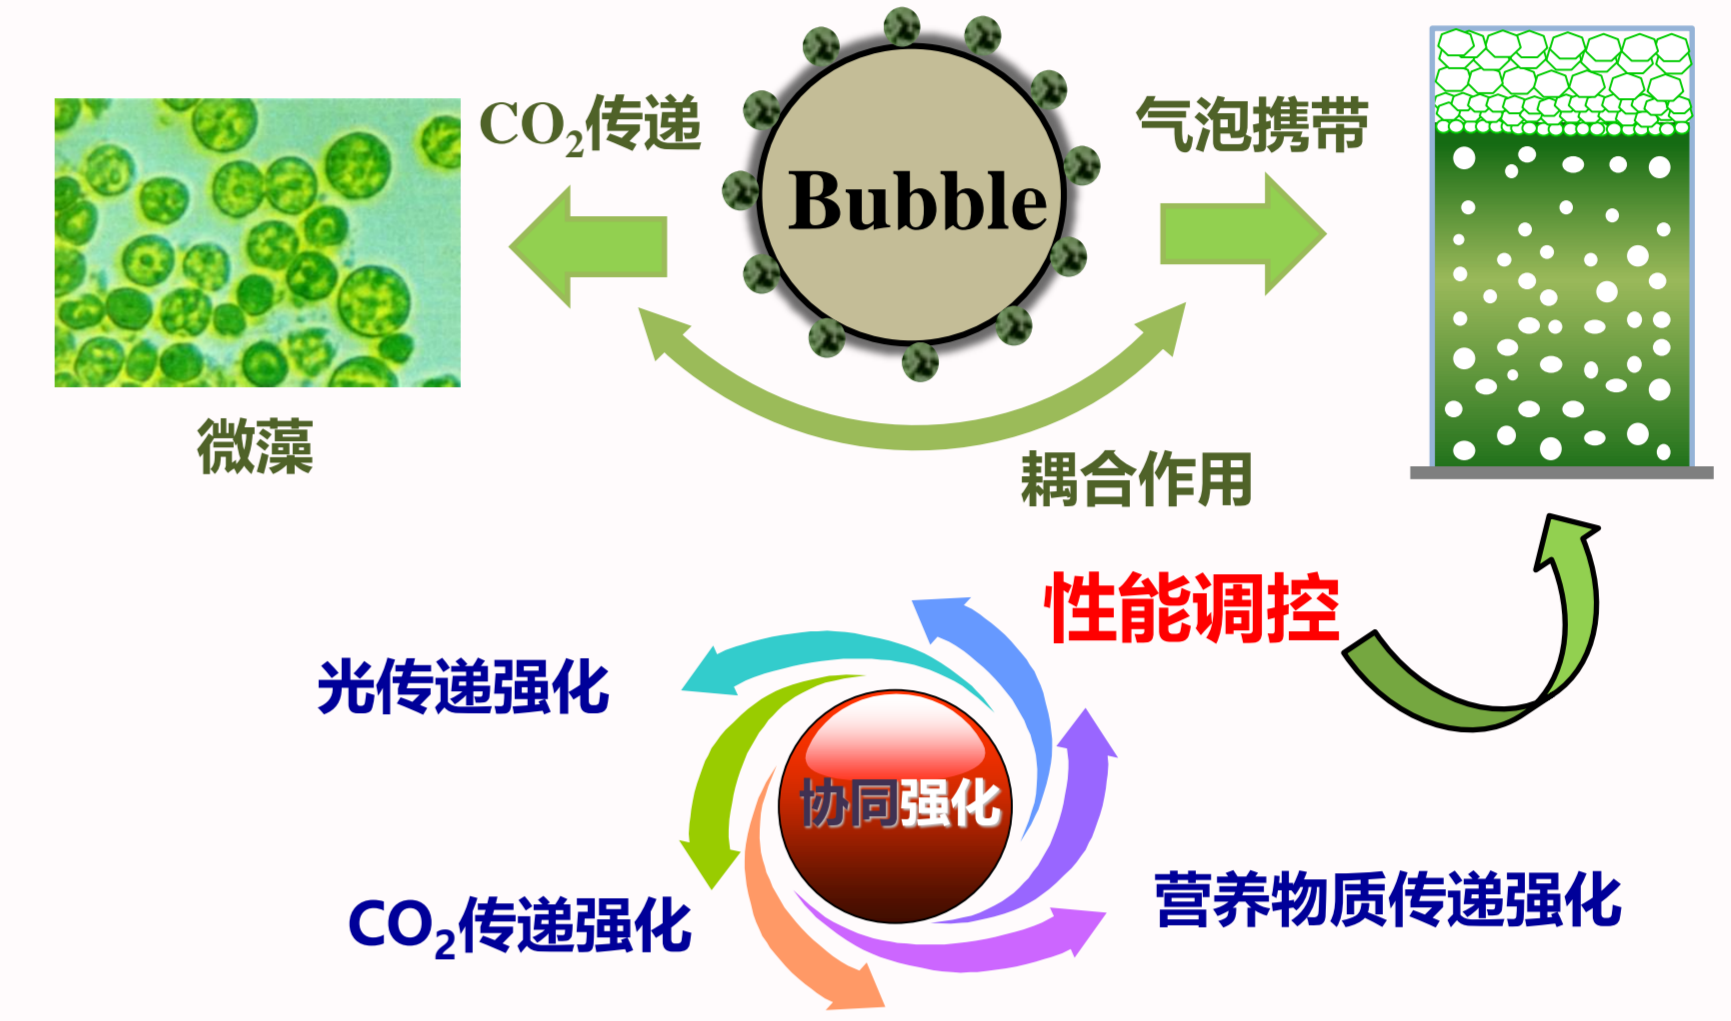 CO₂传递
Bubble
气泡携带
微藻
耦合作用
性能调控
光传递强化
协同强化
CO₂传递强化
营养物质传递强化